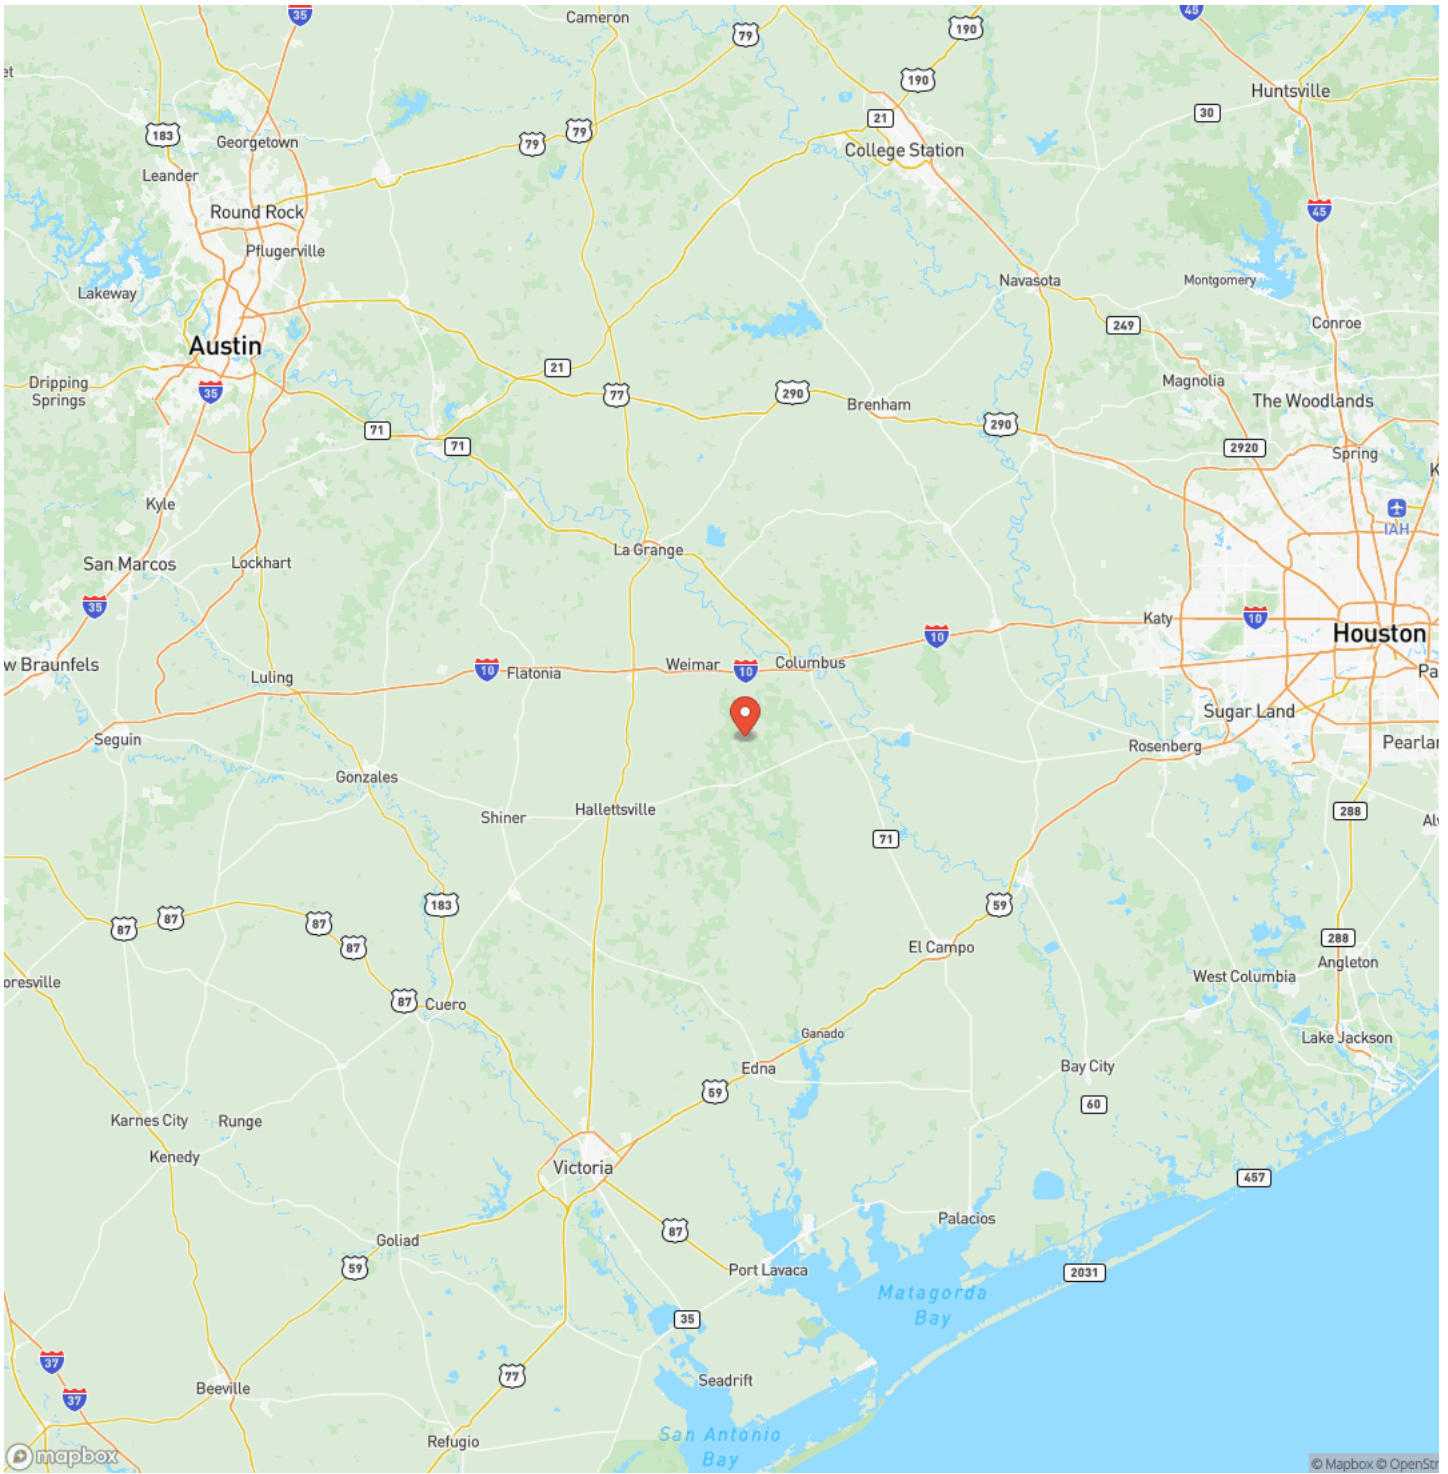 35
Cameron
79
190
45
et
190
Huntsville
183
79
79
21
30
Georgetown
College Station
Leander
Round Rock
45
Pflugerville
Lakeway
Navasota
Montgomery
249
Conroe
Austin
21
Dripping
Springs
35
77
290
Magnolia
The Woodlands
Brenham
71
71
290
2920
Spring
K
Kyle
IAH
La Grange
San Marcos
Lockhart
35
10
Katy
10
Houston
w Braunfels
10
Flatonia
Weimar
10
Columbus
Pa
Luling
Sugar Land
Seguin
Rosenberg
Pearlar
Gonzales
Hallettsville
Shiner
288
Alv
71
183
59
87
87
87
87
El Campo
288
Angleton
oresville
West Columbia
87
Cuero
Ganado
Lake Jackson
Edna
Bay City
59
60
Karnes City
Runge
Kenedy
Victoria
457
Palacios
87
Goliad
59
Port Lavaca
2031
Matagorda
Bay
35
37
77
Seadrift
Beeville
37
San Antonio
Bay
Refugio
mapbox
© Mapbox © OpenStr